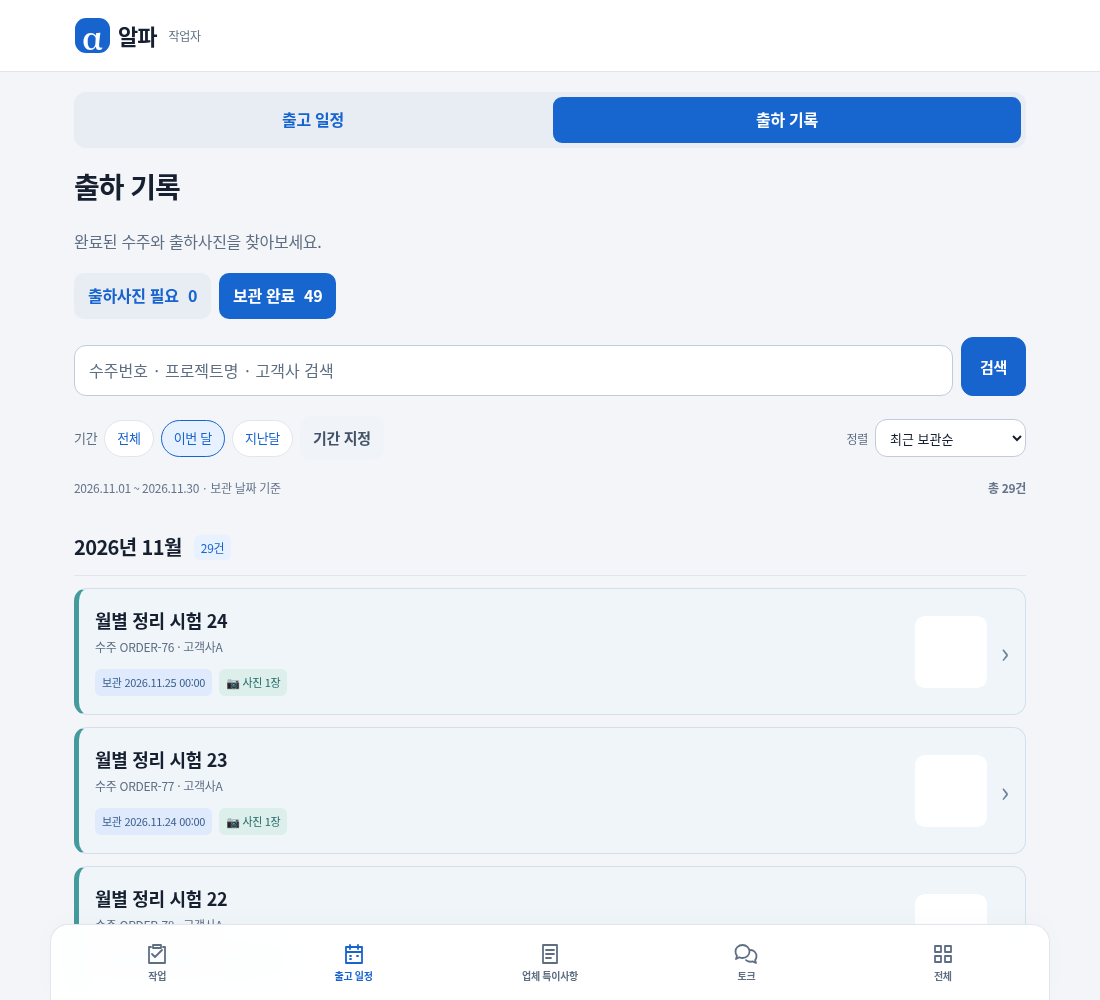 α 알파 작업자
출고 일정
출하 기록
출하 기록
완료된 수주와 출하사진을 찾아보세요.
출하사진 필요 0
보관 완료 49
수주번호 · 프로젝트명 · 고객사 검색
검색
기간 전체 이번 달 지난달 기간 지정
정렬 최근 보관순
2026.11.01 ~ 2026.11.30 · 보관 날짜 기준
총 29건
2026년 11월 29건
월별 정리 시험 24
수주 ORDER-76 · 고객사A
보관 2026.11.25 00:00 📷 사진 1장
월별 정리 시험 23
수주 ORDER-77 · 고객사A
보관 2026.11.24 00:00 📷 사진 1장
월별 정리 시험 22
수주 ORDER-78 · 고객사A
작업
출고 일정
업체 특이사항
토크
전체